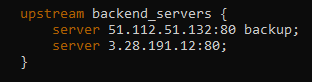 upstream backend_servers {
    server 51.112.51.132:80 backup;
    server 3.28.191.12:80;
}